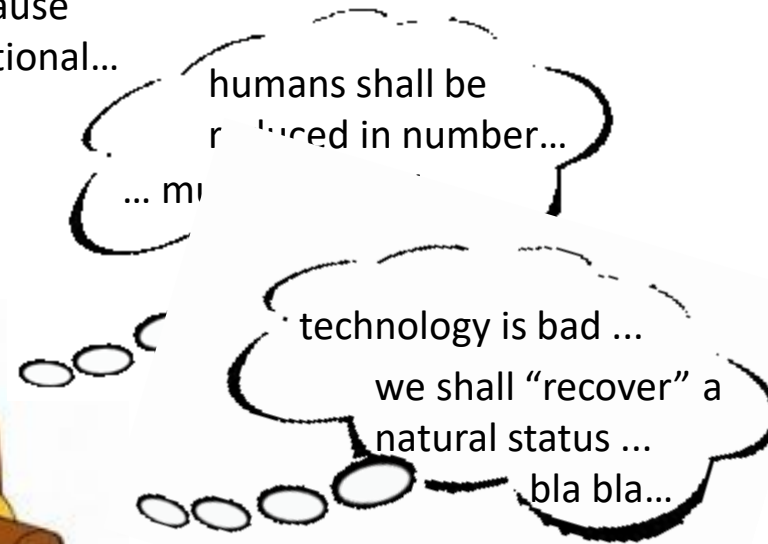 humans shall be
in number...
...
technology is bad ...
we shall “recover” a
natural status ...
bla bla...